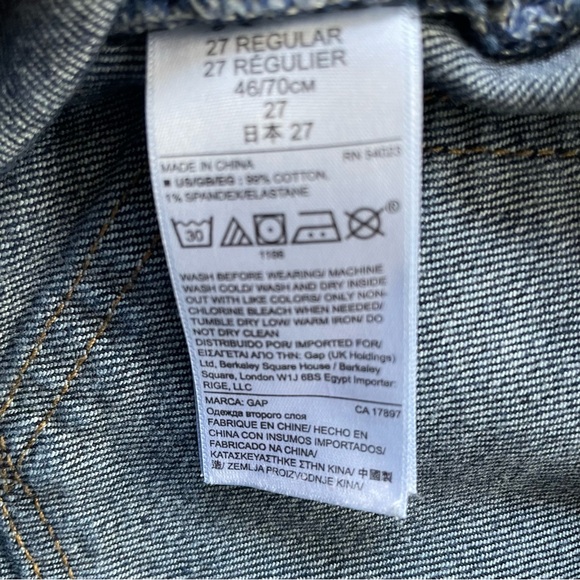 27 REGULAR
27 RÉGULIER
46/70CM
27
日本 27
MADE IN CHINA RN 54023
■ US/GB/EG : 99% COTTON,
1% SPANDEX/ELASTANE
30 ®
1198
WASH BEFORE WEARING/ MACHINE
WASH COLD/ WASH AND DRY INSIDE
OUT WITH LIKE COLORS/ ONLY NON-
CHLORINE BLEACH WHEN NEEDED/
TUMBLE DRY LOW/ WARM IRON/ DO
NOT DRY CLEAN
DISTRIBUIDO POR/ IMPORTED BY/
ΕΙΣΑΓΕΤΑΙ ΑΠΟ ΤΗΝ: Gap (UK Holdings)
Ltd, Berkeley Square House / Berkeley
Square, London W1J 6BS Egypt Importer:
RIGE, LLC
MARCA: GAP CA 17897
Одежда второго слоя
FABRIQUE EN CHINE/ HECHO EN
CHINA CON INSUMOS IMPORTADOS/
FABRICADO NA CHINA/
ΚΑΤΑΣΚΕΥΑΣΤΗΚΕ ΣΤΗΝ ΚΙΝΑ/ 中國
製造/ ZEMLJA PROIZVODNJE KINA/